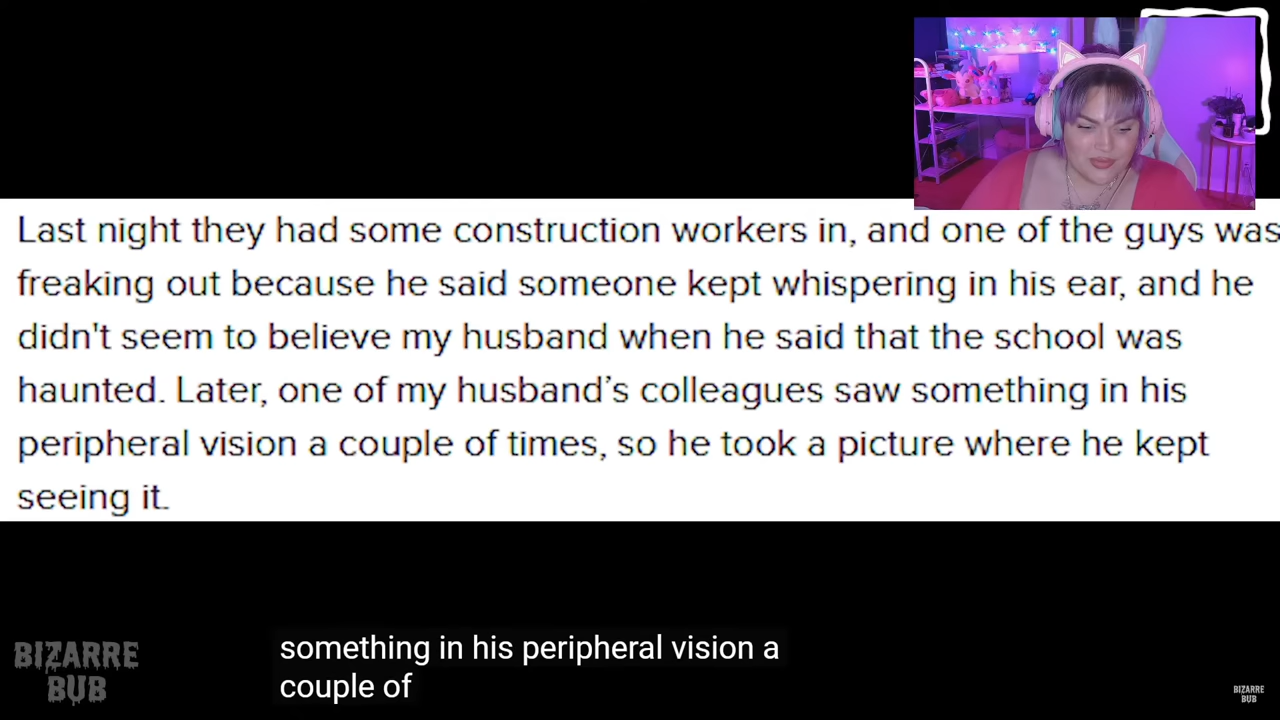 Last night they had some construction workers in, and one of the guys was
freaking out because he said someone kept whispering in his ear, and he
didn't seem to believe my husband when he said that the school was
haunted. Later, one of my husband’s colleagues saw something in his
peripheral vision a couple of times, so he took a picture where he kept
seeing it.
something in his peripheral vision a
couple of
BIZARRE
BUB
BIZARRE
BUB